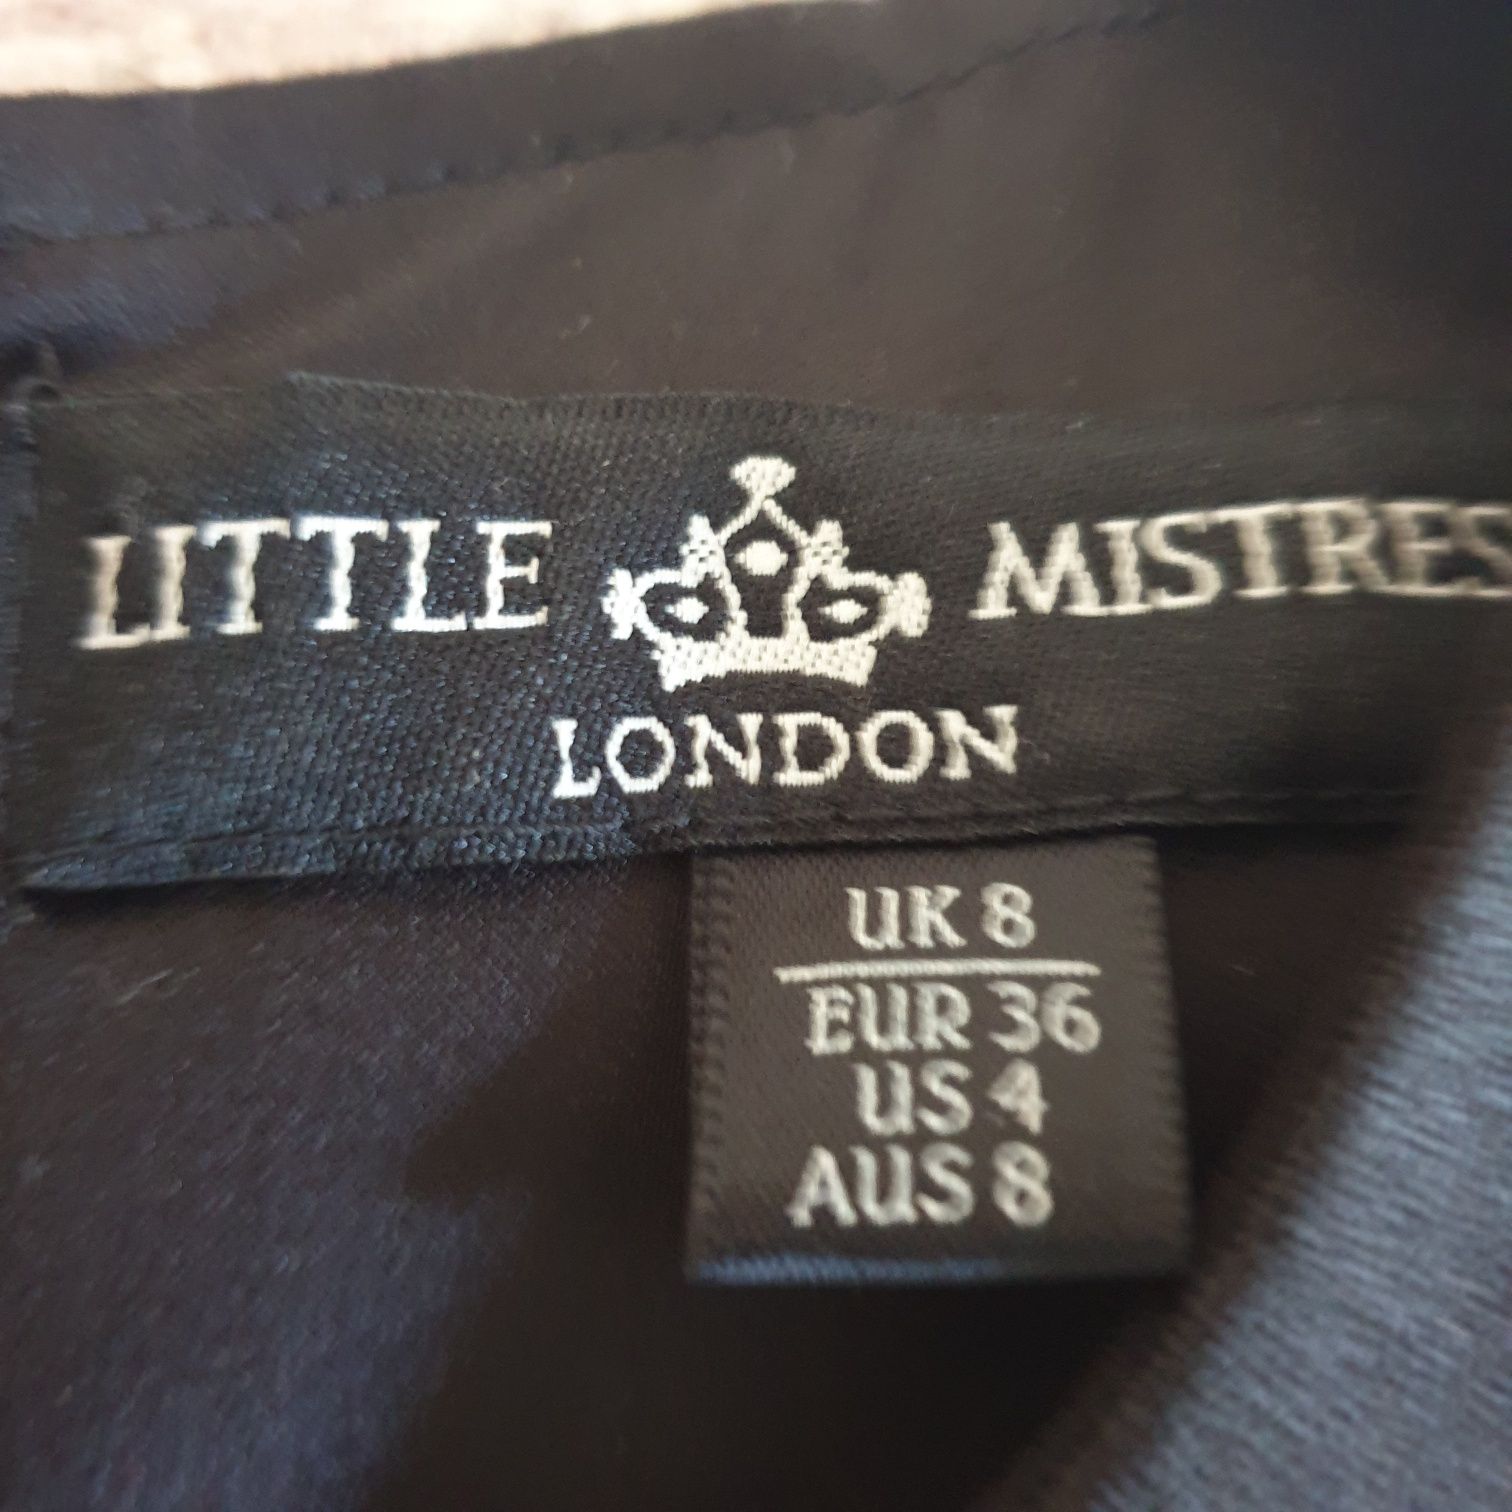 LITTLE MISTRES
LONDON
UK 8
EUR 36
US 4
AUS 8